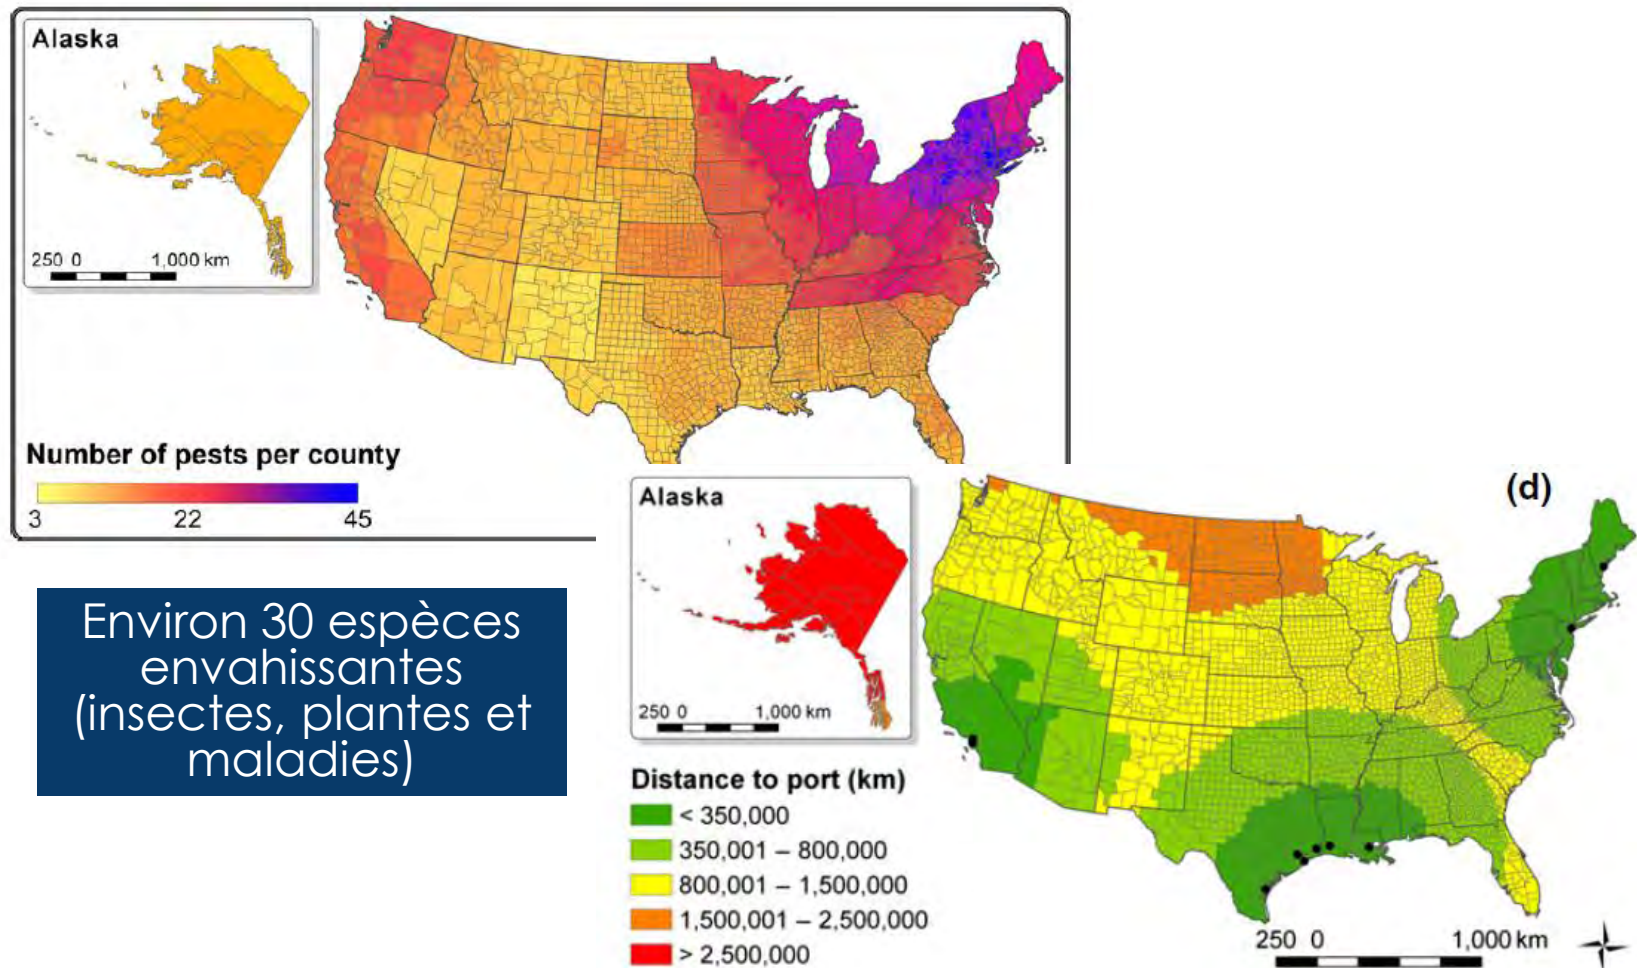 Alaska
250 0 1,000 km
Number of pests per county
3 22 45
Environ 30 espèces
envahissantes
(insectes, plantes et
maladies)
(d)
Alaska
250 0 1,000 km
Distance to port (km)
< 350,000
350,001 – 800,000
800,001 – 1,500,000
1,500,001 – 2,500,000
> 2,500,000
250 0 1,000 km